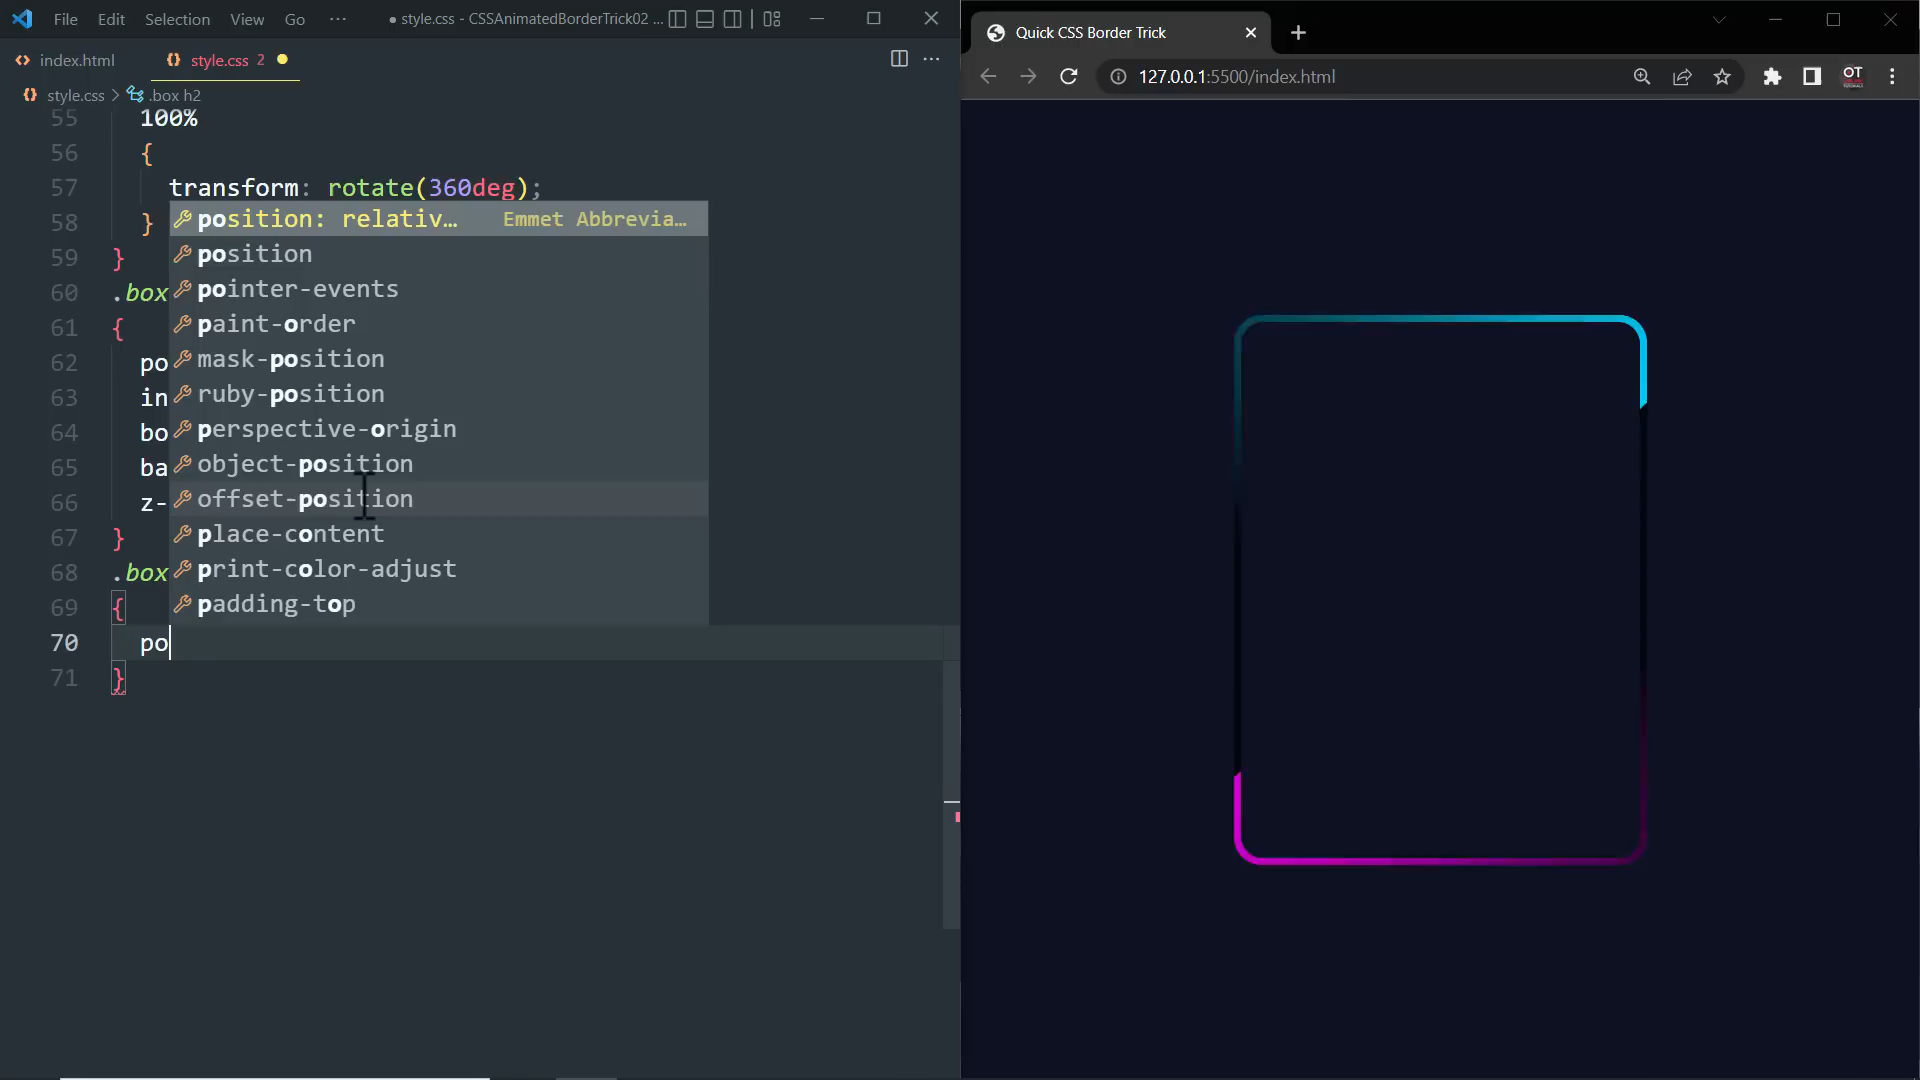 File Edit Selection View Go ··· ● style.css - CSSAnimatedBorderTrick02 ...
index.html style.css 2
style.css > .box h2
55 100%
56 {
57 transform: rotate(360deg);
58 }
59 }
60 .box
61 {
62 po
63 in
64 bo
65 ba
66 z-
67 }
68 .box
69 {
70 po
71 }
position: relativ… Emmet Abbrevia…
position
pointer-events
paint-order
mask-position
ruby-position
perspective-origin
object-position
offset-position
place-content
print-color-adjust
padding-top
Quick CSS Border Trick
127.0.0.1:5500/index.html
OT